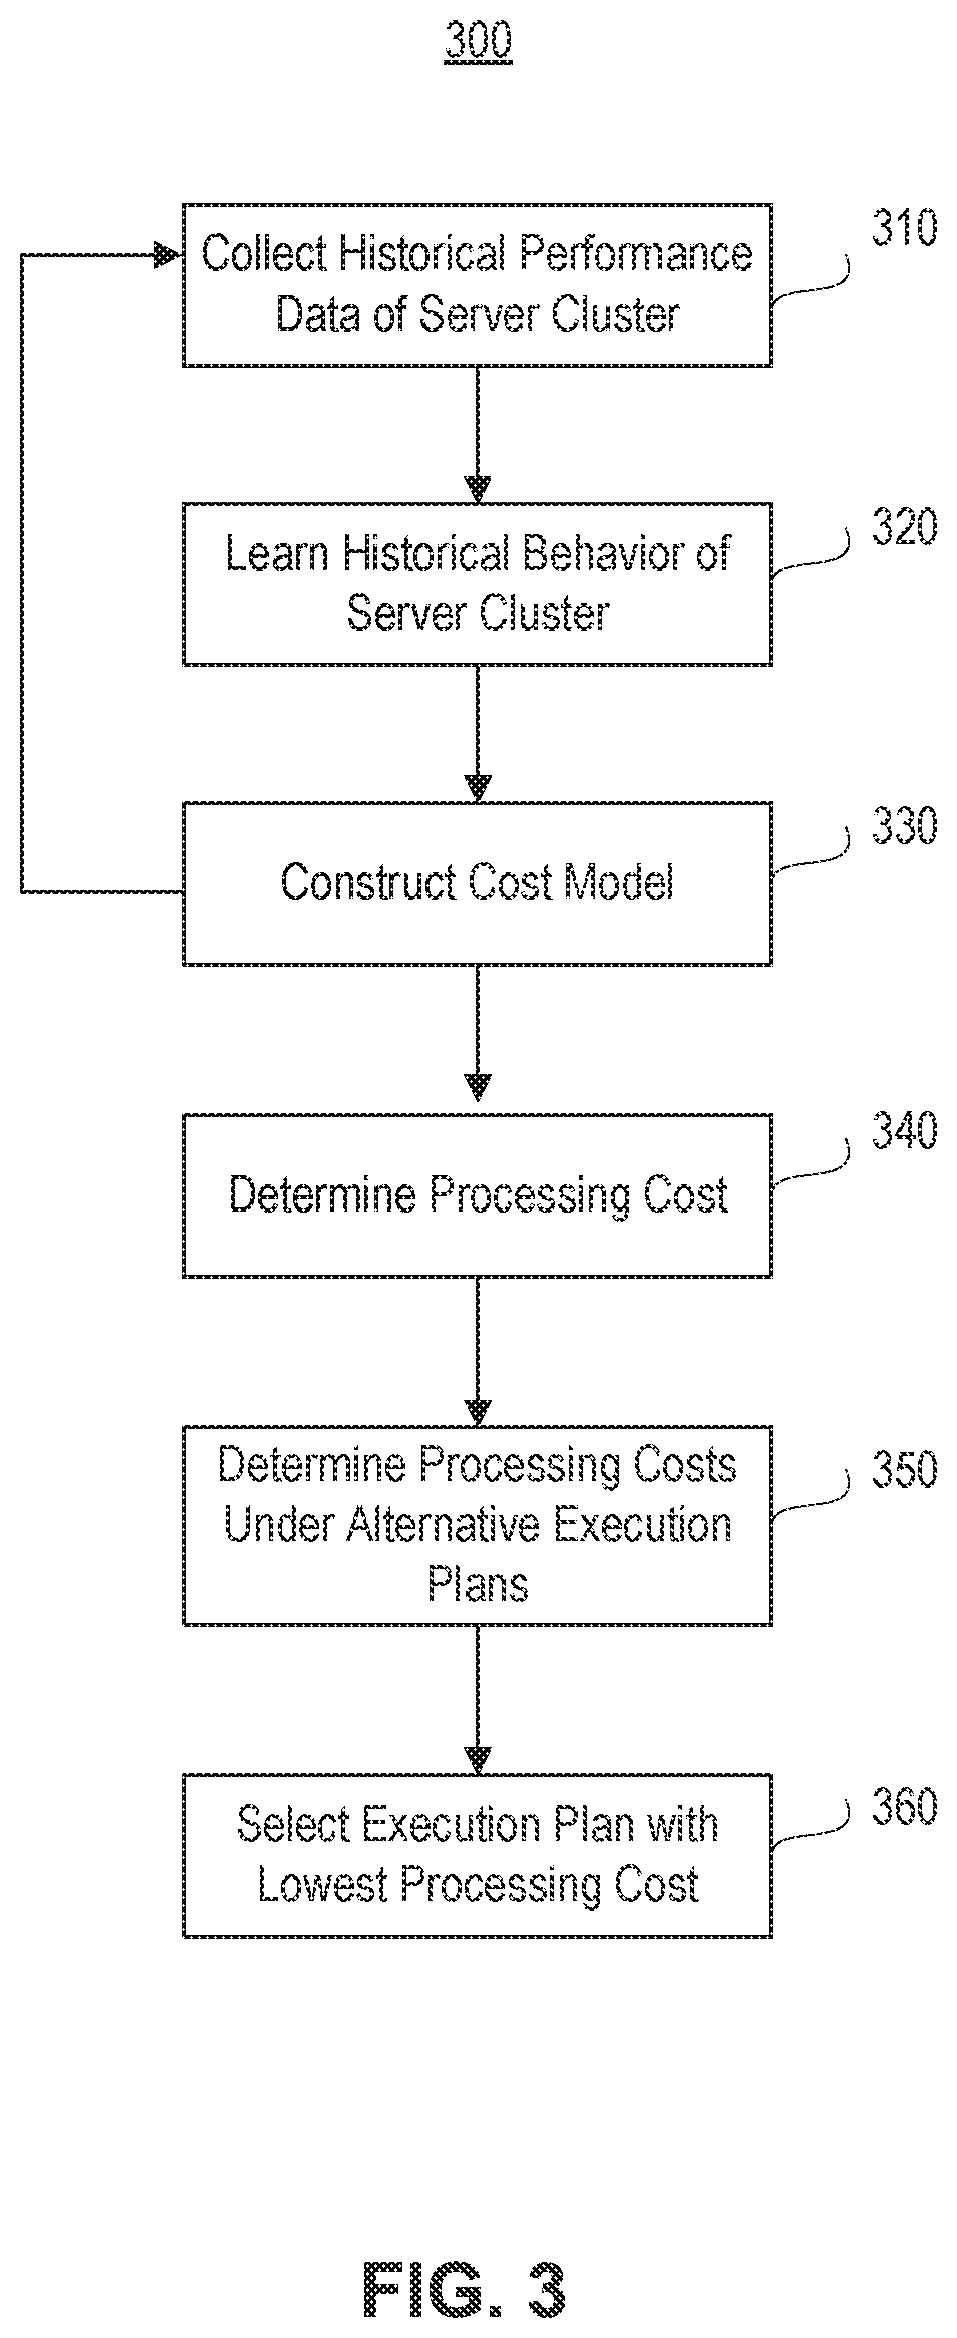 300
310
Collect Historical Performance
Data of Server Cluster
320
Learn Historical Behavior of
Server Cluster
330
Construct Cost Model
340
Determine Processing Cost
350
Determine Processing Costs
Under Alternative Execution
Plans
360
Select Execution Plan with
Lowest Processing Cost
FIG. 3